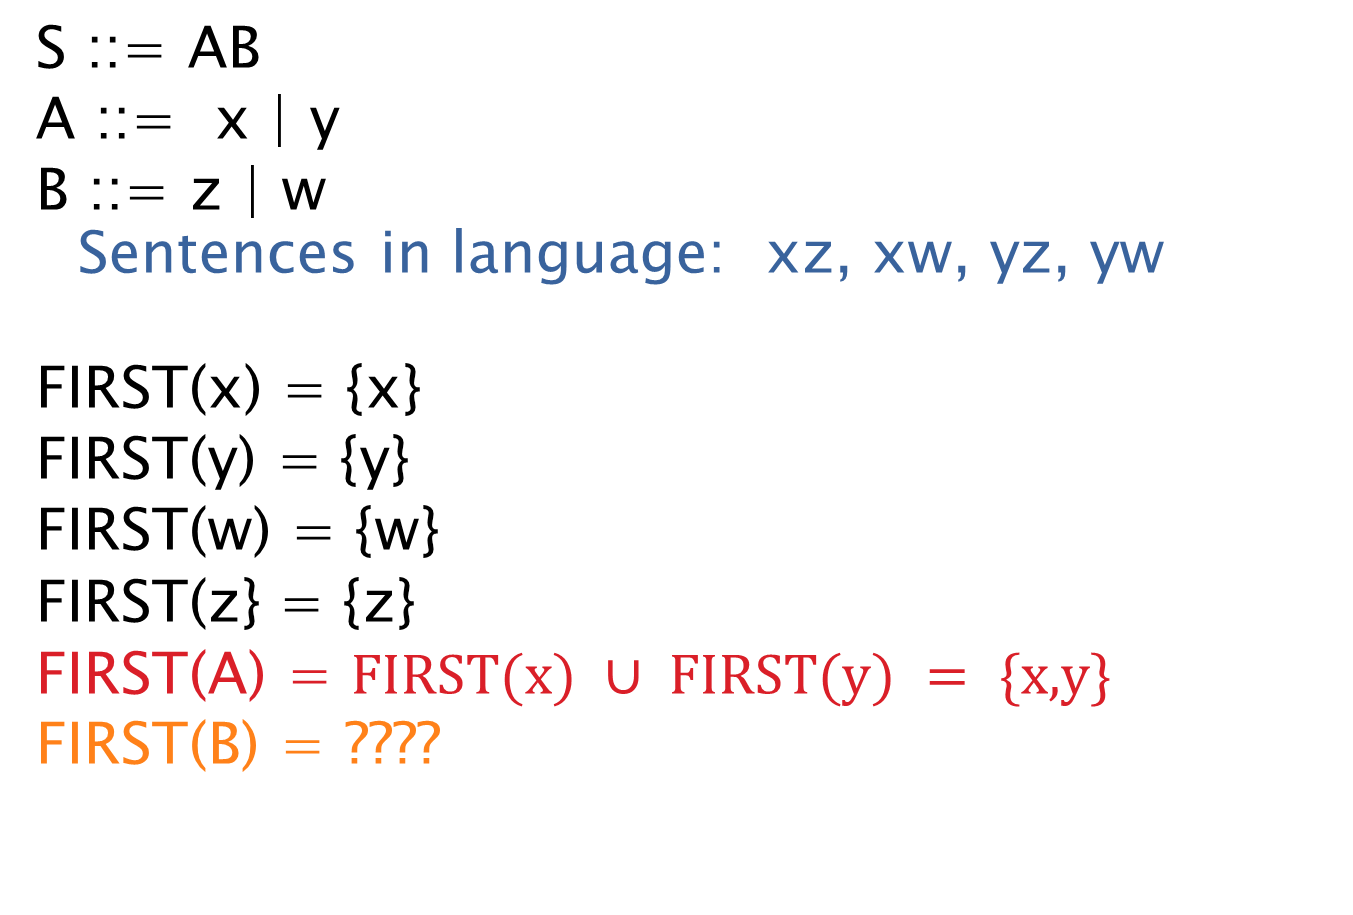 S ::= AB
A ::= x | y
B ::= z | w
Sentences in language: xz, xw, yz, yw
FIRST(x) = {x}
FIRST(y) = {y}
FIRST(w) = {w}
FIRST(z} = {z}
FIRST(A) = FIRST(x) ∪ FIRST(y) = {x,y}
FIRST(B) = ????